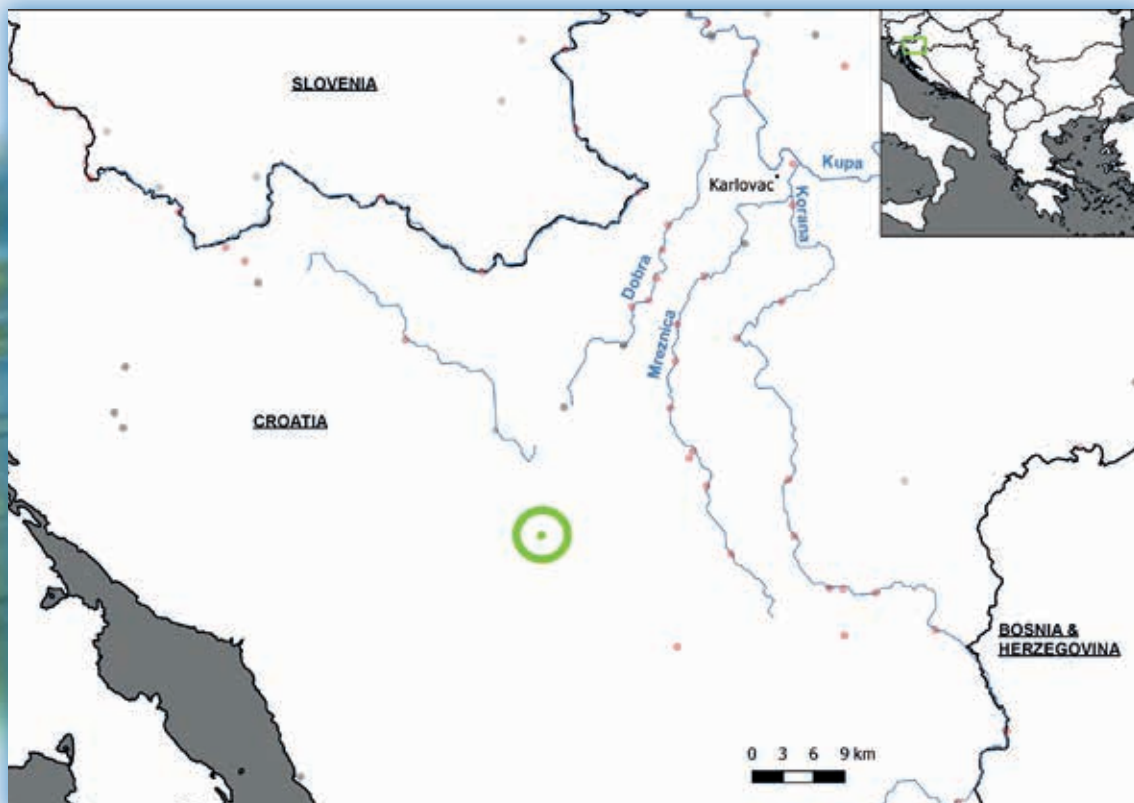 SLOVENIA
Kupa
Karlovac
Korana
Dobra
Mreznica
CROATIA
BOSNIA &
HERZEGOVINA
0 3 6 9 km